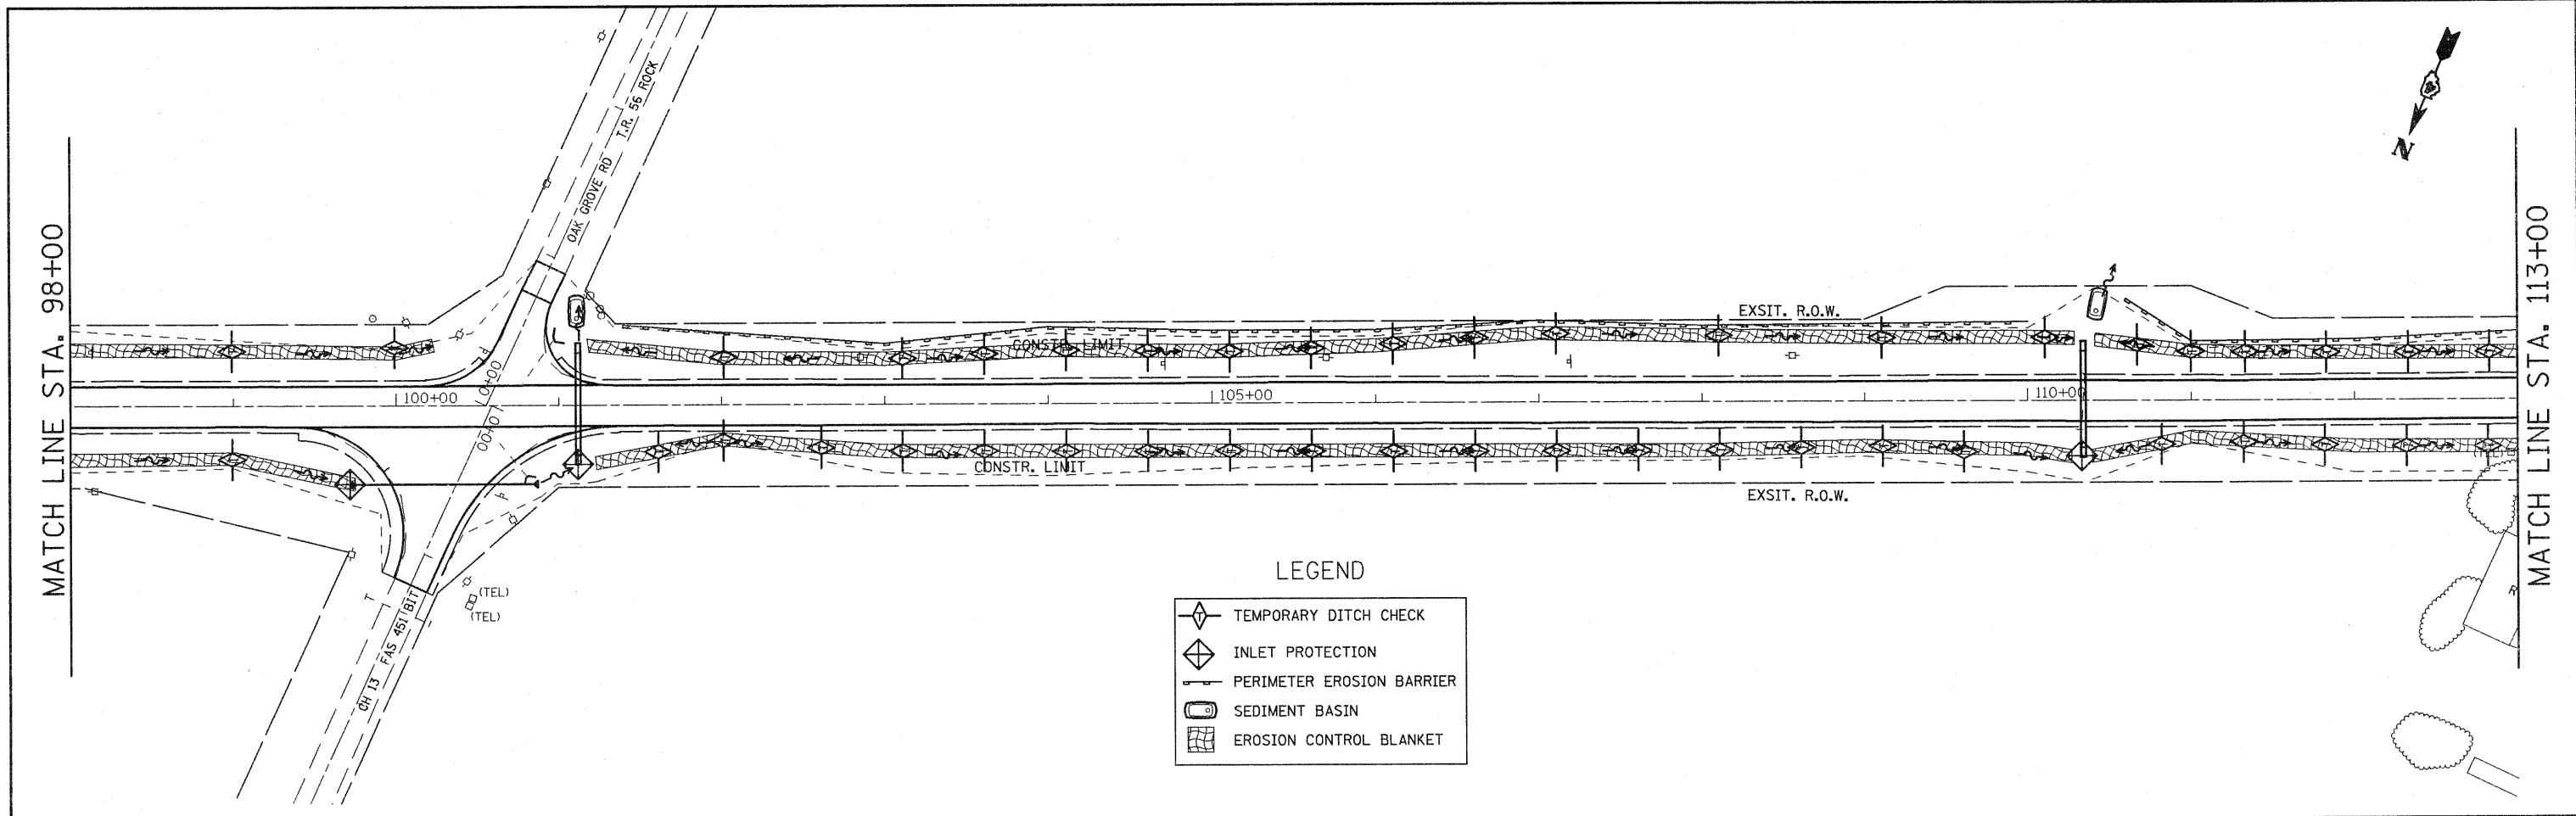 MATCH LINE STA. 98+00
OAK GROVE RD T.R. 56 ROCK
N
MATCH LINE STA. 113+00
EXSIT. R.O.W.
CONSTR. LIMIT
100+00
105+00
110+00
CONSTR. LIMIT
EXSIT. R.O.W.
CH 13 FAS 451 BIT
(TEL)
(TEL)
LEGEND
T TEMPORARY DITCH CHECK
INLET PROTECTION
PERIMETER EROSION BARRIER
SEDIMENT BASIN
EROSION CONTROL BLANKET